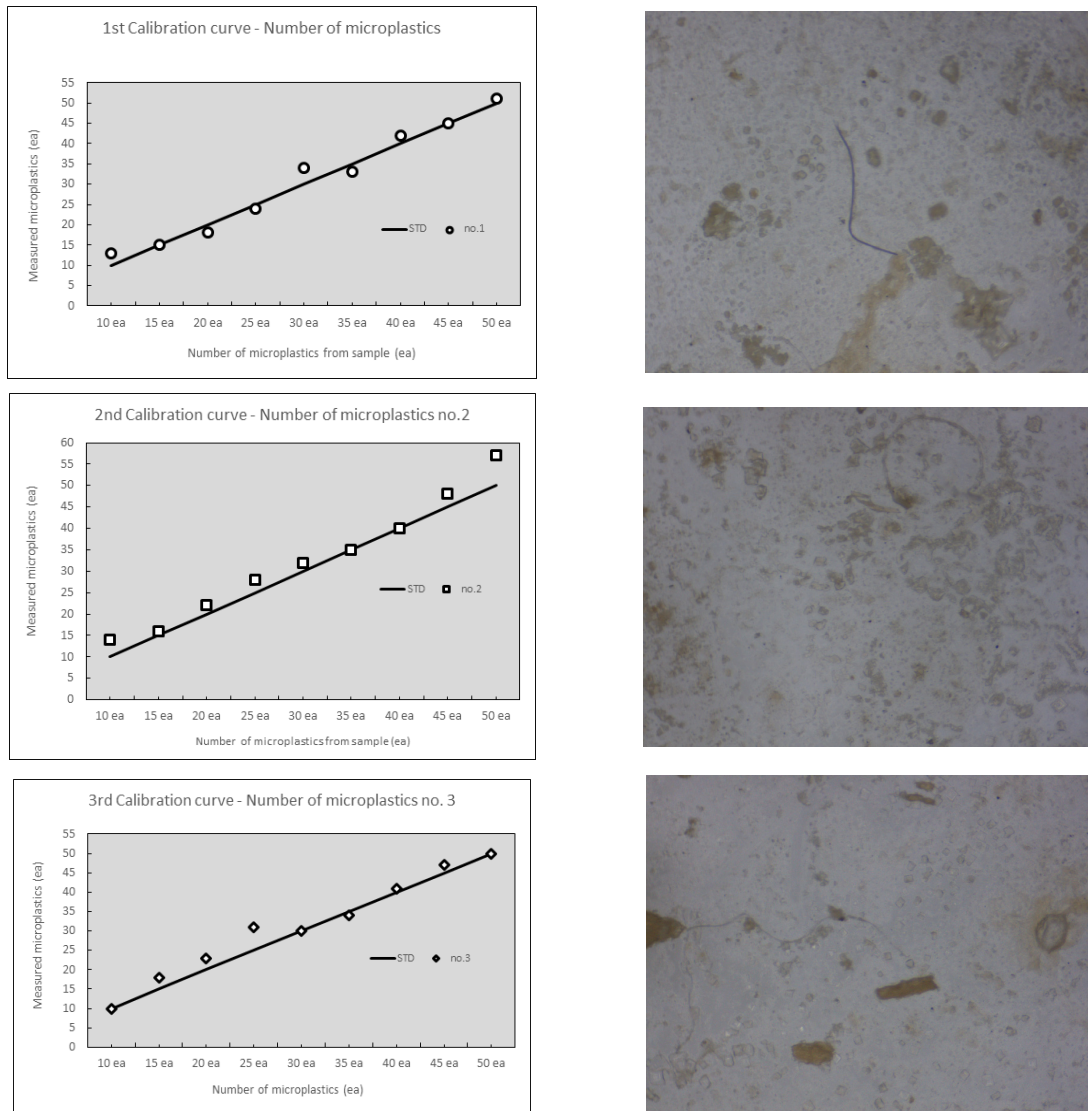 1st Calibration curve - Number of microplastics
Measured microplastics (ea)
55
50
45
40
35
30
25
20
15
10
5
0
STD no.1
10 ea 15 ea 20 ea 25 ea 30 ea 35 ea 40 ea 45 ea 50 ea
Number of microplastics from sample (ea)
2nd Calibration curve - Number of microplastics no.2
Measured microplastics (ea)
60
55
50
45
40
35
30
25
20
15
10
5
0
STD no.2
10 ea 15 ea 20 ea 25 ea 30 ea 35 ea 40 ea 45 ea 50 ea
Number of microplastics from sample (ea)
3rd Calibration curve - Number of microplastics no. 3
Measured microplastics (ea)
55
50
45
40
35
30
25
20
15
10
5
0
STD no.3
10 ea 15 ea 20 ea 25 ea 30 ea 35 ea 40 ea 45 ea 50 ea
Number of microplastics (ea)